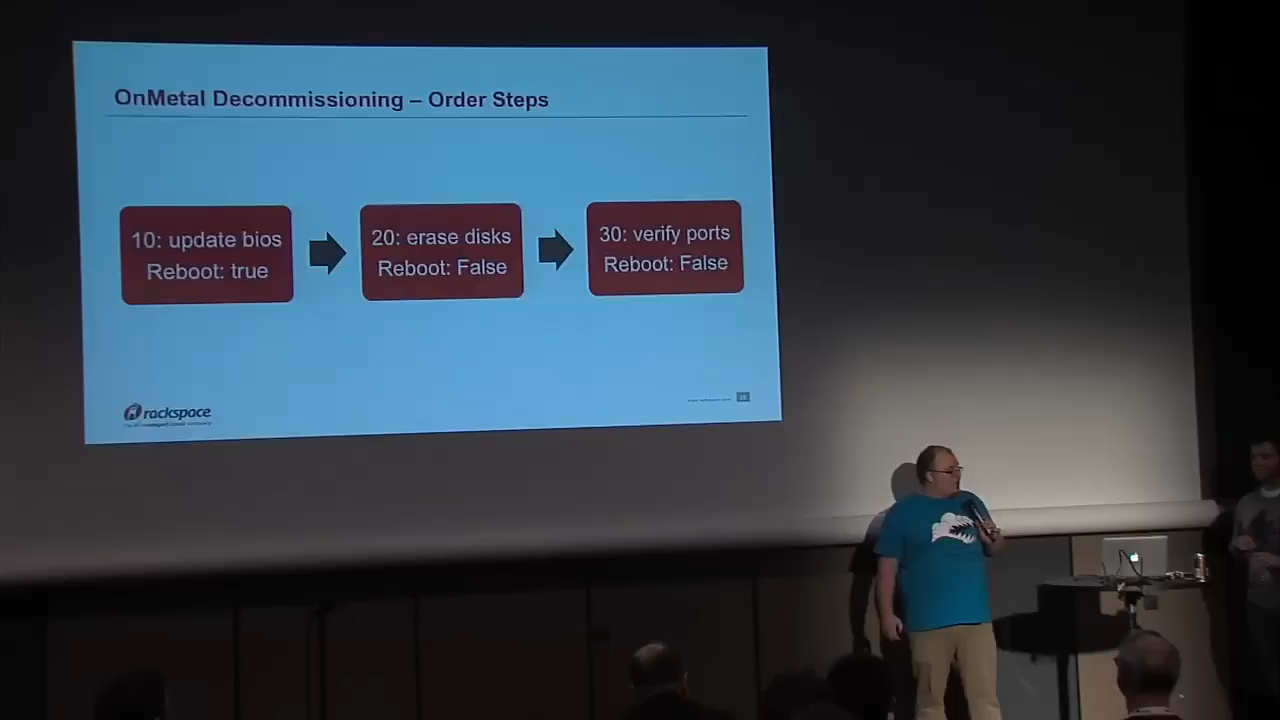 OnMetal Decommissioning – Order Steps
10: update bios
Reboot: true
20: erase disks
Reboot: False
30: verify ports
Reboot: False
rackspace